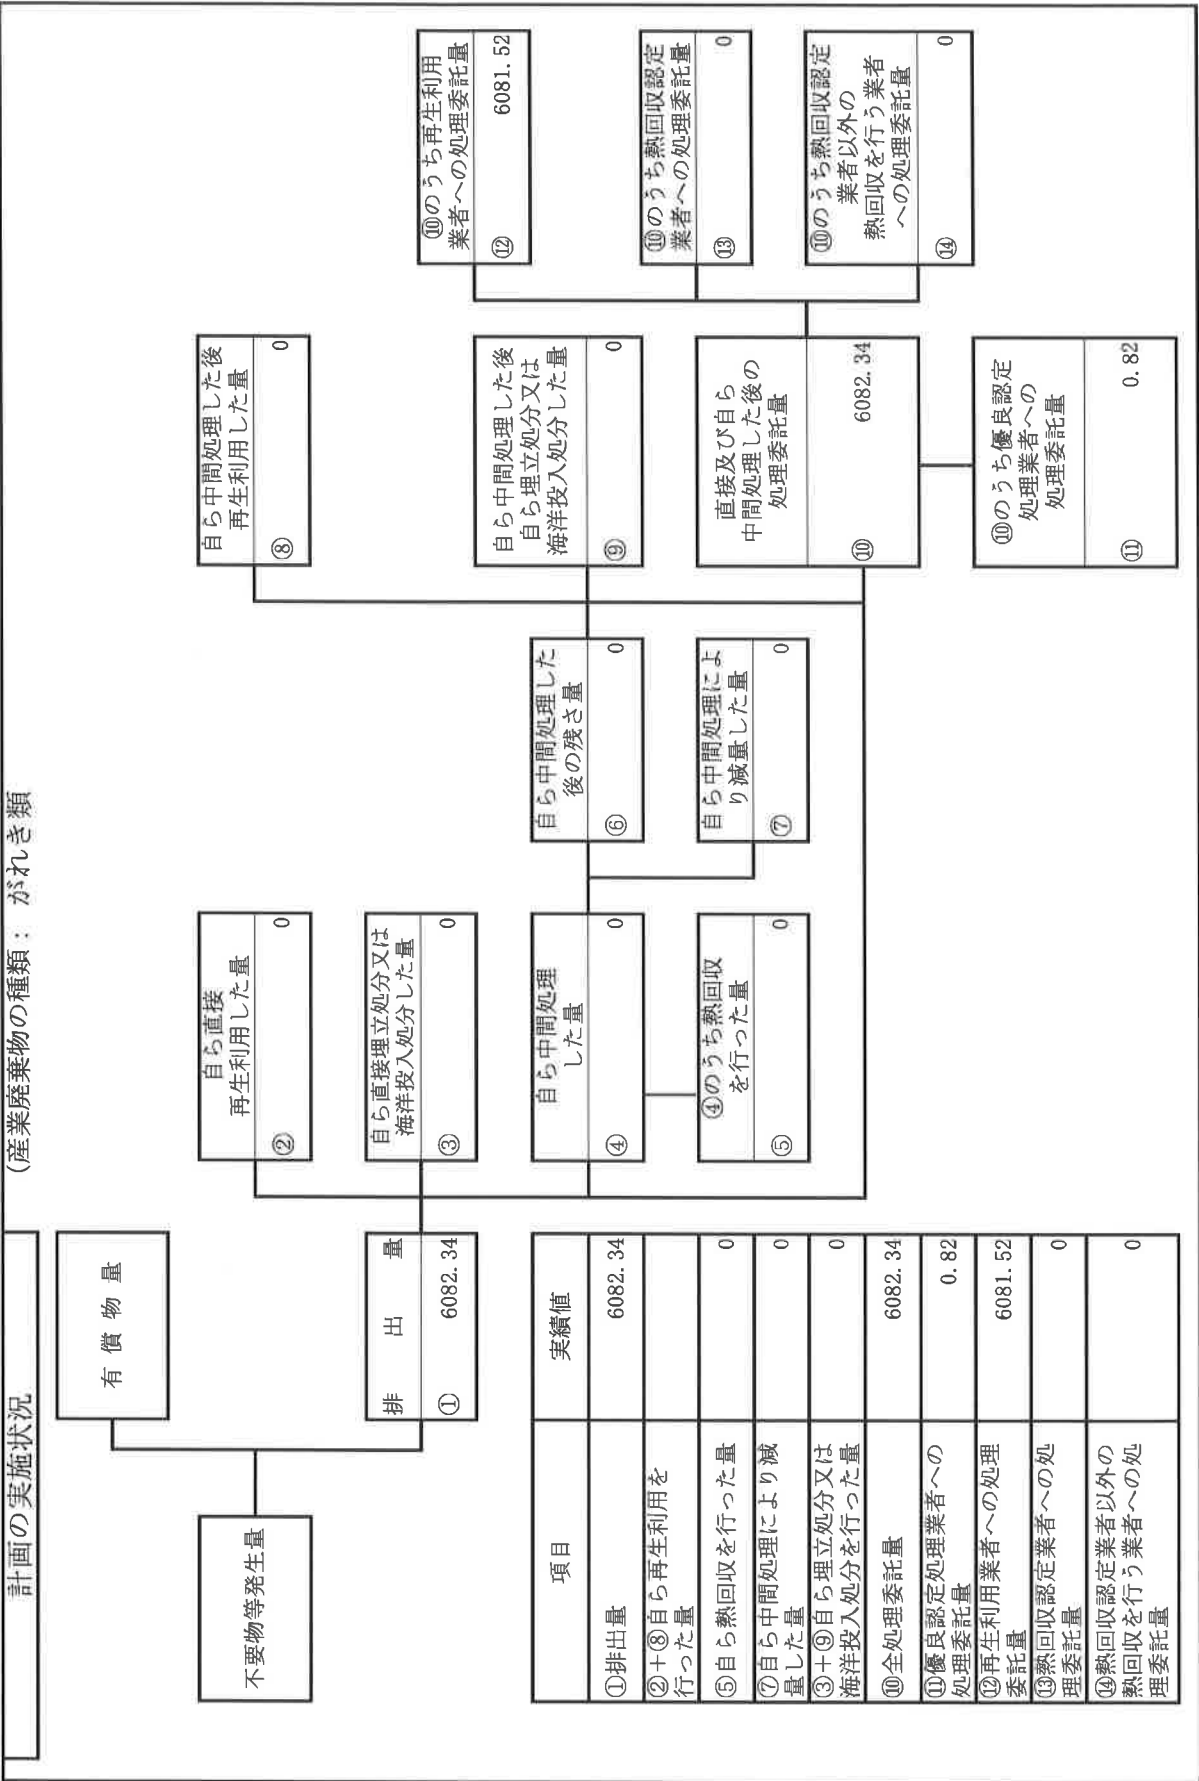 計画の実施状況
(産業廃棄物の種類： がれき類
不要物等発生量
有償物量
排出量
① 6082.34
自ら直接
再生利用した量
② 0
自ら直接埋立処分又は
海洋投入処分した量
③ 0
自ら中間処理
した量
④ 0
④のうち熱回収
を行った量
⑤ 0
自ら中間処理した
後の残さ量
⑥ 0
自ら中間処理によ
り減量した量
⑦ 0
自ら中間処理した後
再生利用した量
⑧ 0
自ら中間処理した後
自ら埋立処分又は
海洋投入処分した量
⑨ 0
直接及び自ら
中間処理した後の
処理委託量
⑩ 6082.34
⑩のうち優良認定
処理業者への
処理委託量
⑪ 0.82
⑩のうち再生利用
業者への処理委託量
⑫ 6081.52
⑩のうち熱回収認定
業者への処理委託量
⑬ 0
⑩のうち熱回収認定
業者以外の
熱回収を行う業者
への処理委託量
⑭ 0
項目 実績値
①排出量 6082.34
②＋⑧自ら再生利用を
行った量
⑤自ら熱回収を行った量 0
⑦自ら中間処理により減
量した量 0
③＋⑨自ら埋立処分又は
海洋投入処分を行った量 0
⑩全処理委託量 6082.34
⑪優良認定処理業者への
処理委託量 0.82
⑫再生利用業者への処理
委託量 6081.52
⑬熱回収認定業者への処
理委託量 0
⑭熱回収認定業者以外の
熱回収を行う業者への処
理委託量 0